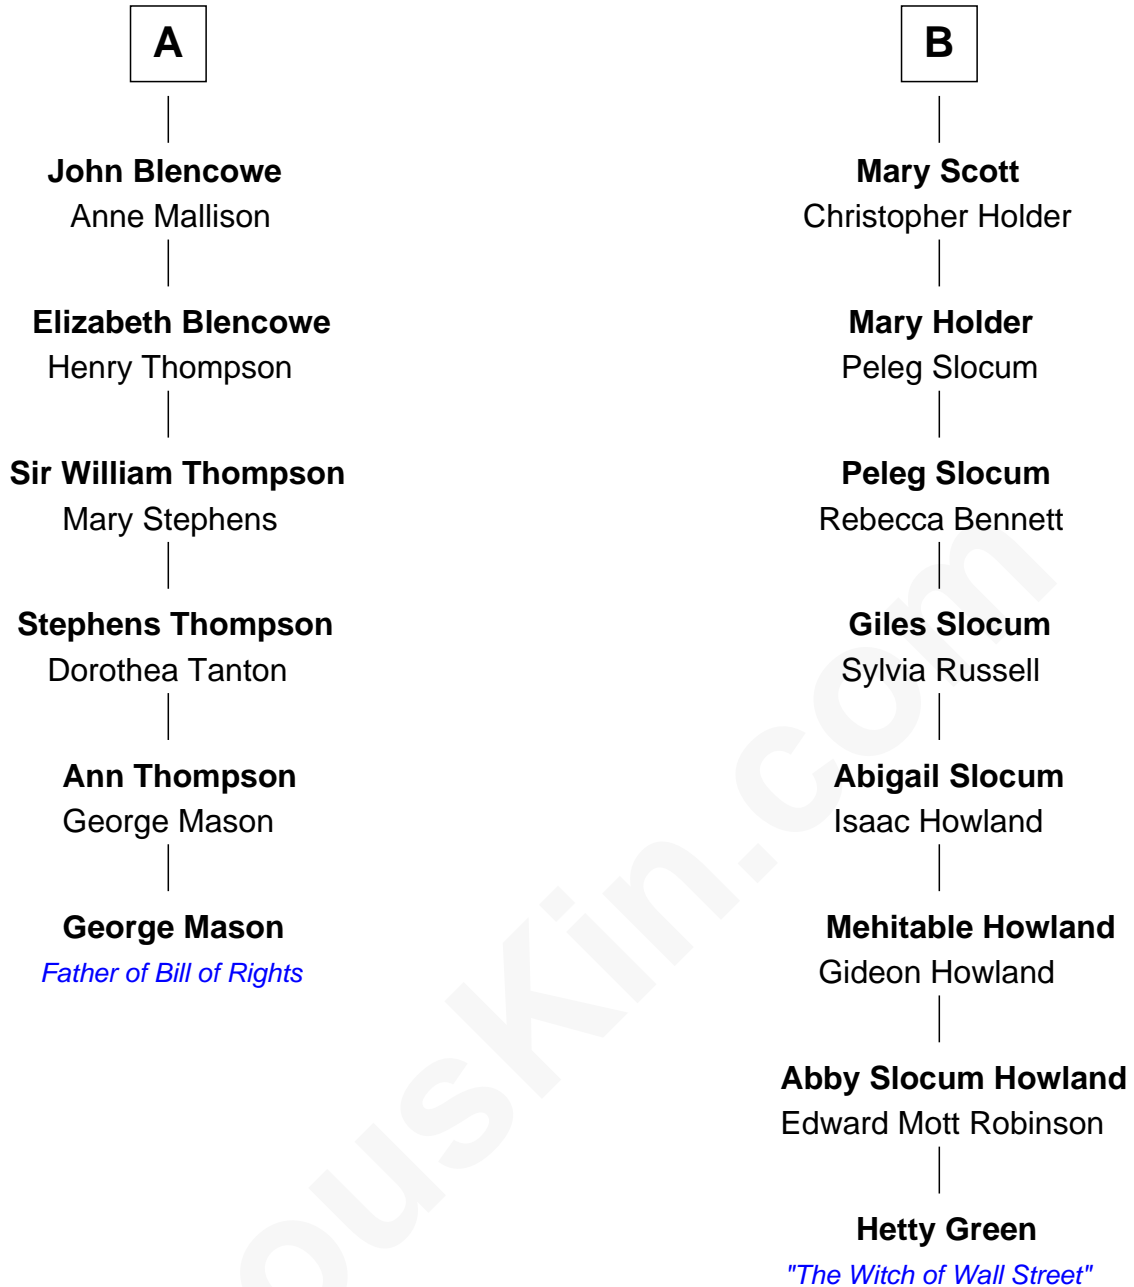 A
John Blencowe
Anne Mallison
Elizabeth Blencowe
Henry Thompson
Sir William Thompson
Mary Stephens
Stephens Thompson
Dorothea Tanton
Ann Thompson
George Mason
George Mason
Father of Bill of Rights
B
Mary Scott
Christopher Holder
Mary Holder
Peleg Slocum
Peleg Slocum
Rebecca Bennett
Giles Slocum
Sylvia Russell
Abigail Slocum
Isaac Howland
Mehitable Howland
Gideon Howland
Abby Slocum Howland
Edward Mott Robinson
Hetty Green
"The Witch of Wall Street"
ousKin.com